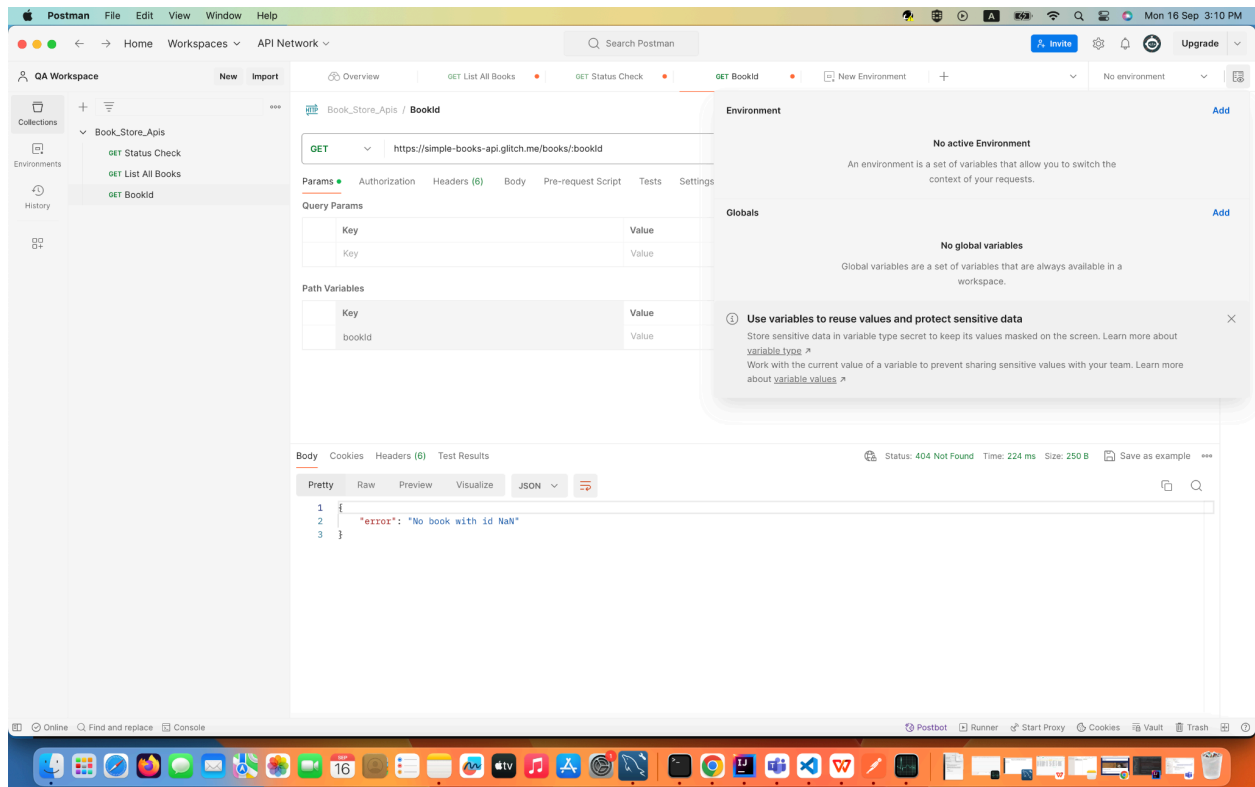 Postman File Edit View Window Help A Mon 16 Sep 3:10 PM
Home Workspaces API Network Search Postman Invite Upgrade
QA Workspace New Import Overview GET List All Books GET Status Check GET BookId New Environment No environment
Collections
Environments
History
Book_Store_Apis
GET Status Check
GET List All Books
GET BookId
HTTP Book_Store_Apis / BookId
GET https://simple-books-api.glitch.me/books/:bookId
Params Authorization Headers (6) Body Pre-request Script Tests Settings
Query Params
Key Value
Key Value
Path Variables
Key Value
bookId Value
Environment Add
No active Environment
An environment is a set of variables that allow you to switch the
context of your requests.
Globals Add
No global variables
Global variables are a set of variables that are always available in a
workspace.
Use variables to reuse values and protect sensitive data
Store sensitive data in variable type secret to keep its values masked on the screen. Learn more about
variable type
Work with the current value of a variable to prevent sharing sensitive values with your team. Learn more
about variable values
Body Cookies Headers (6) Test Results Status: 404 Not Found Time: 224 ms Size: 250 B Save as example
Pretty Raw Preview Visualize JSON
1 {
2 "error": "No book with id NaN"
3 }
Online Find and replace Console Postbot Runner Start Proxy Cookies Vault Trash
SEP
16
tv
IJ
W